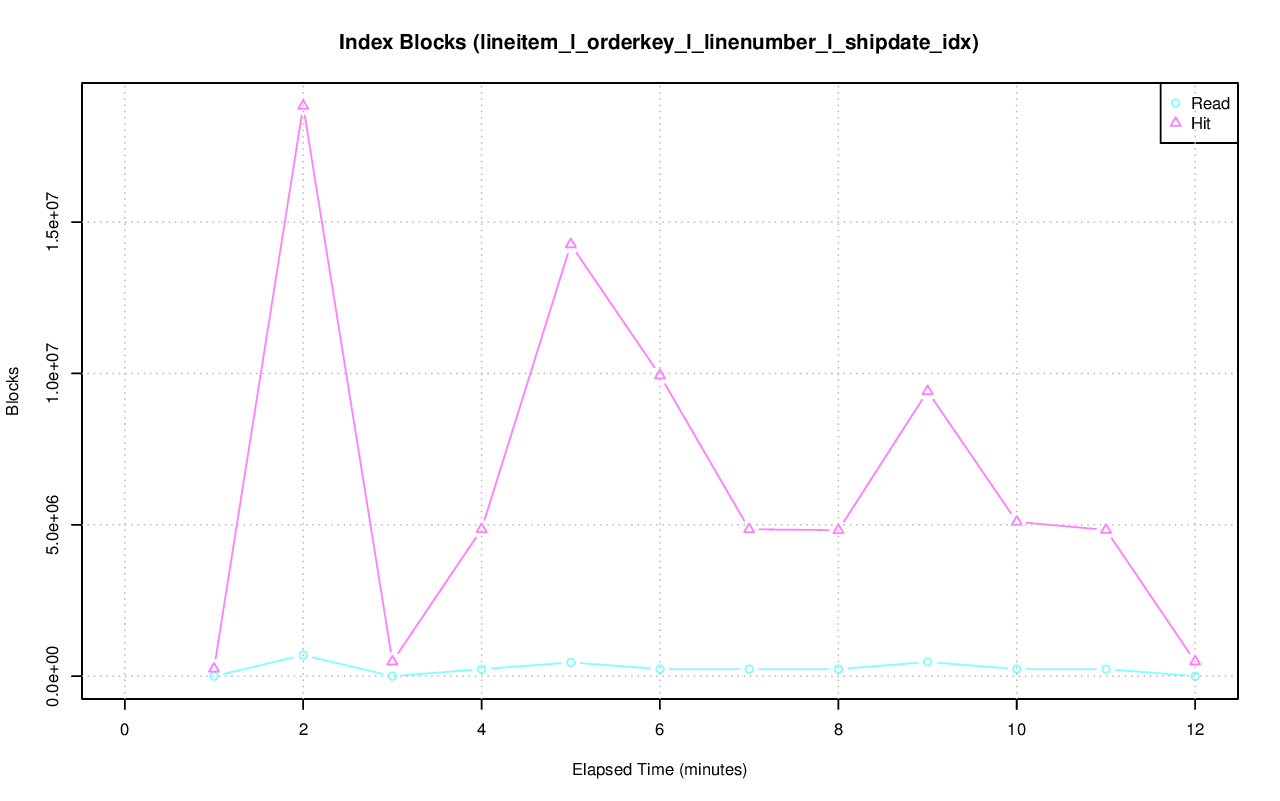 Index Blocks (lineitem_l_orderkey_l_linenumber_l_shipdate_idx)
Read
Hit
Blocks
1.5e+07
1.0e+07
5.0e+06
0.0e+00
0 2 4 6 8 10 12
Elapsed Time (minutes)